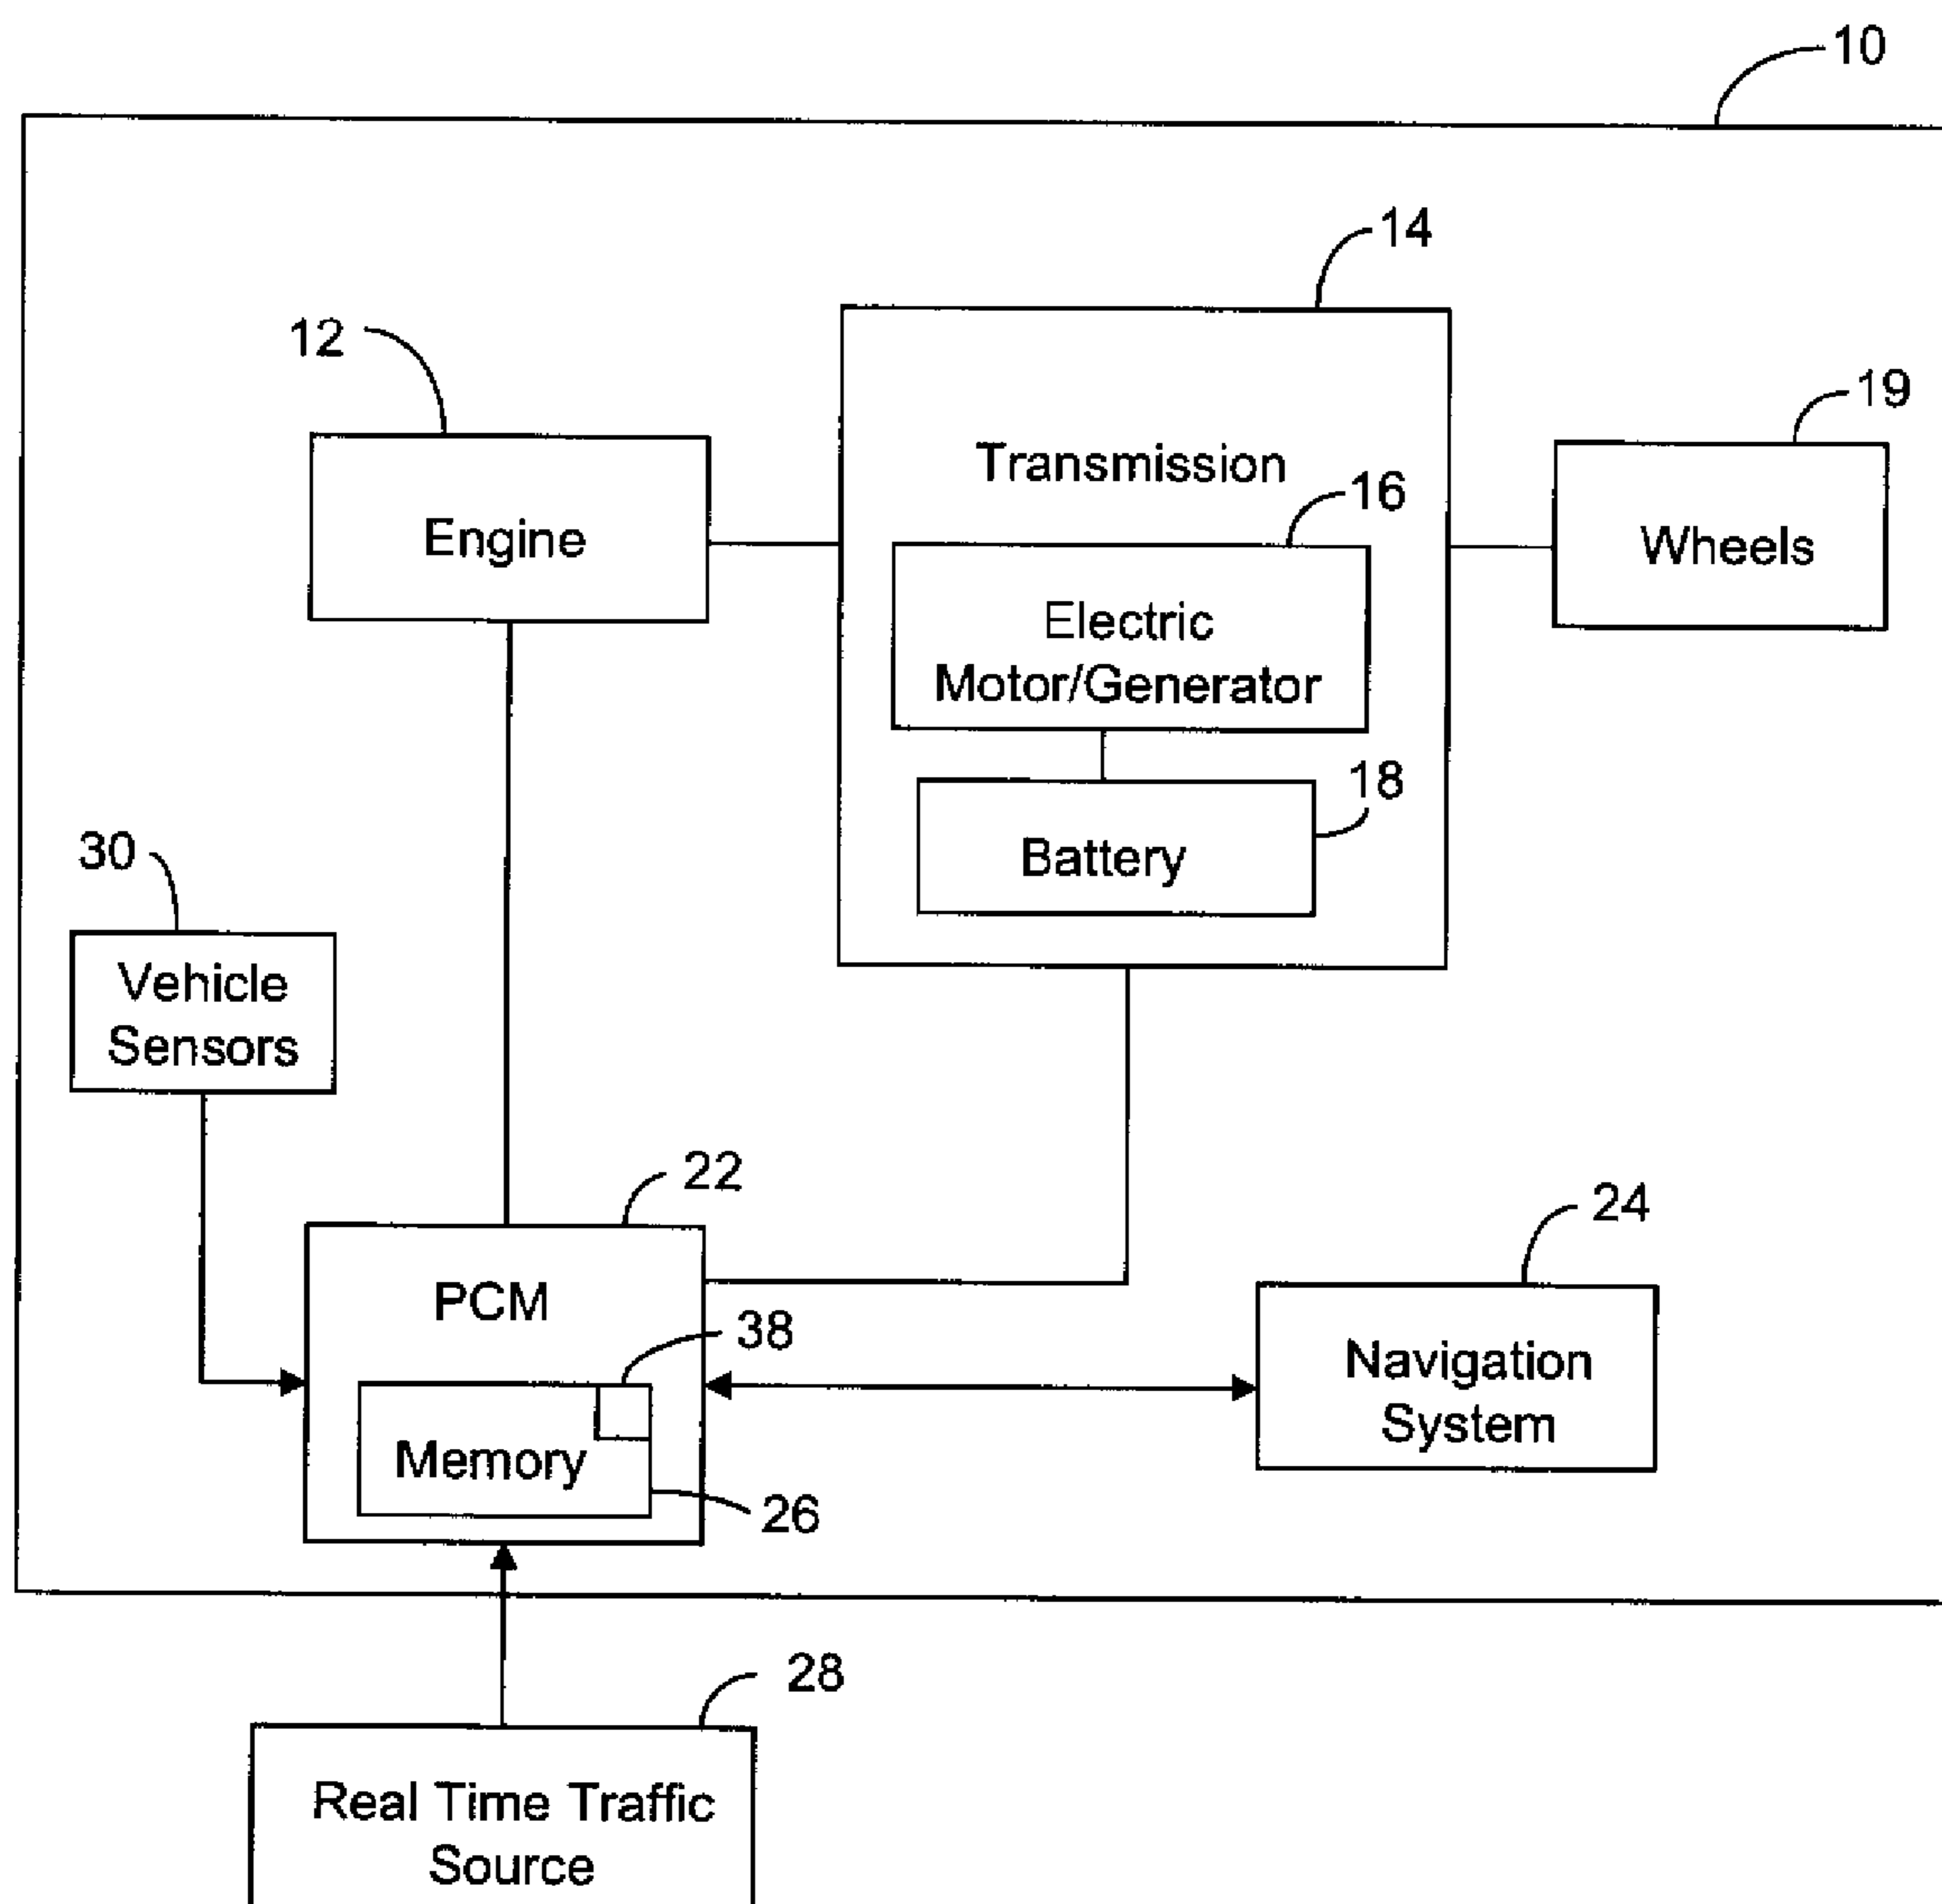 10
14
12
19
Transmission
16
Engine
Wheels
Electric
Motor/Generator
18
30
Battery
Vehicle
Sensors
22
24
PCM
38
Navigation
System
Memory
26
28
Real Time Traffic
Source